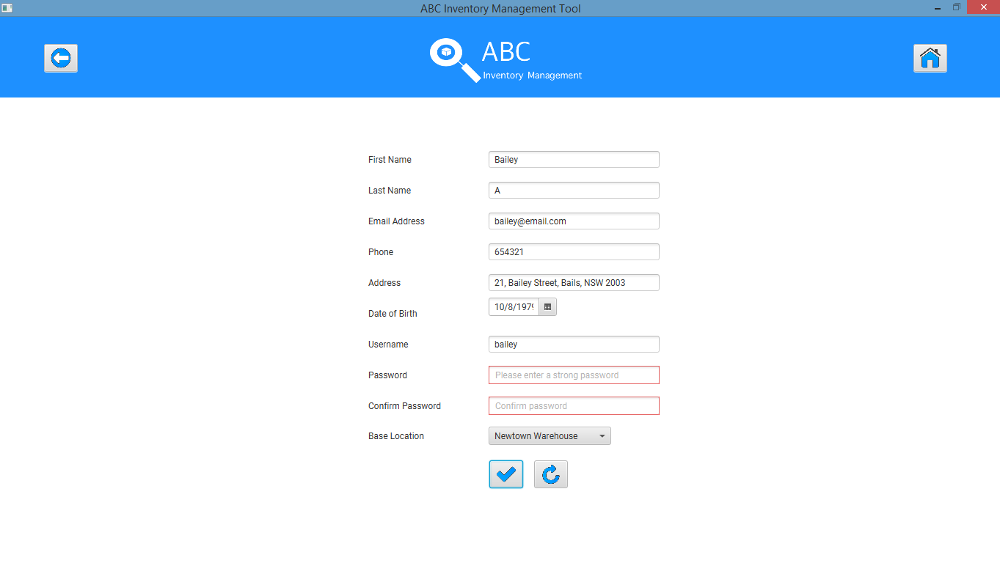 ABC Inventory Management Tool
ABC
Inventory Management
First Name Bailey
Last Name A
Email Address bailey@email.com
Phone 654321
Address 21, Bailey Street, Bails, NSW 2003
Date of Birth 10/8/1979
Username bailey
Password Please enter a strong password
Confirm Password Confirm password
Base Location Newtown Warehouse